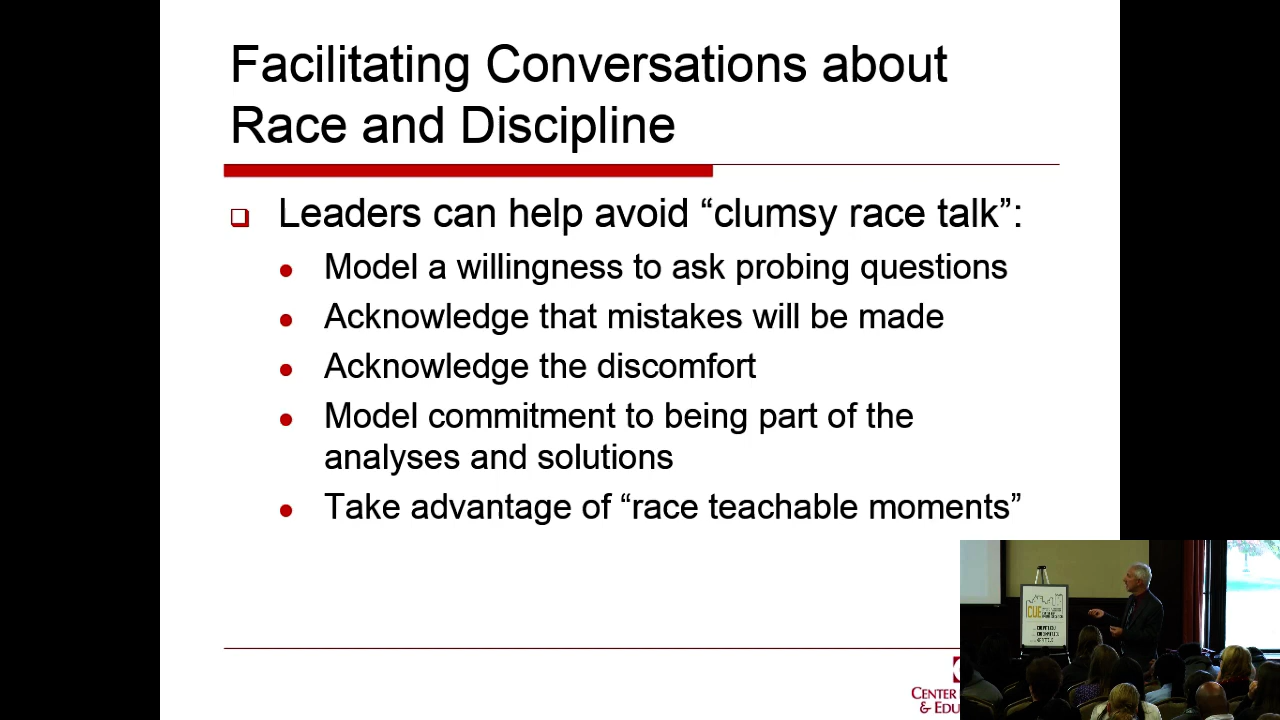 Facilitating Conversations about
Race and Discipline
Leaders can help avoid “clumsy race talk”:
Model a willingness to ask probing questions
Acknowledge that mistakes will be made
Acknowledge the discomfort
Model commitment to being part of the
analyses and solutions
Take advantage of “race teachable moments”
CENTER
& EDU
CUE